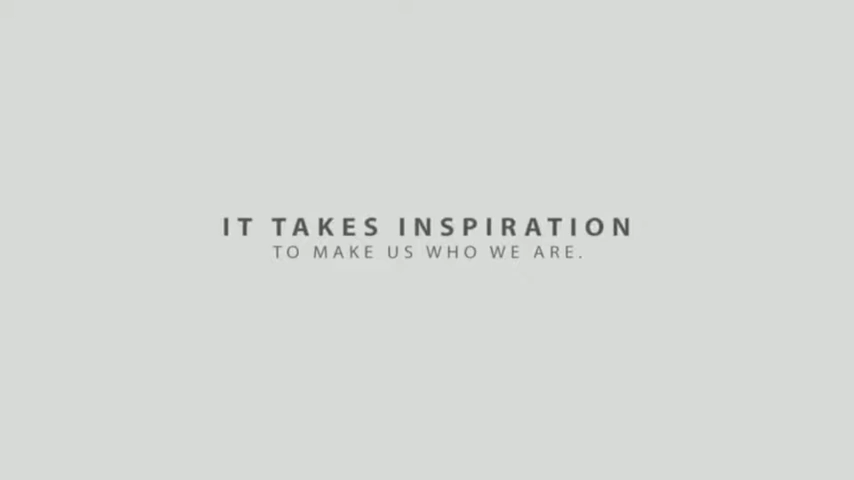 IT TAKES INSPIRATION
TO MAKE US WHO WE ARE.